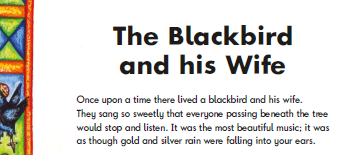 The Blackbird
and his Wife
Once upon a time there lived a blackbird and his wife.
They sang so sweetly that everyone passing beneath the tree
would stop and listen. It was the most beautiful music; it was
as though gold and silver rain were falling into your ears.